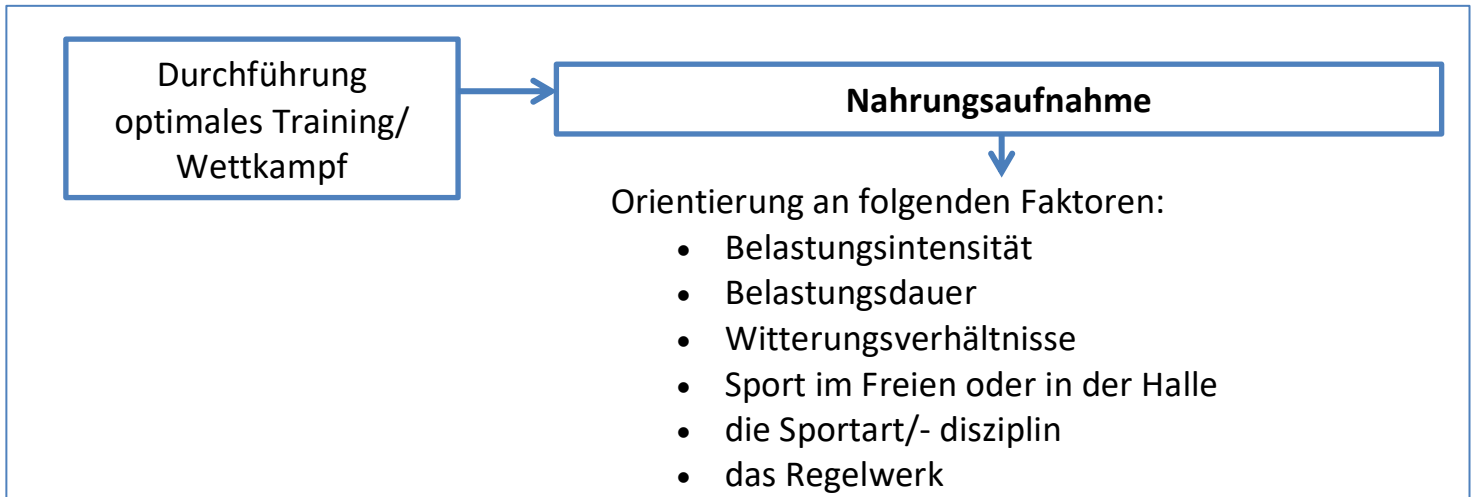 Durchführung
optimales Training/
Wettkampf
Nahrungsaufnahme
Orientierung an folgenden Faktoren:
• Belastungsintensität
• Belastungsdauer
• Witterungsverhältnisse
• Sport im Freien oder in der Halle
• die Sportart/- disziplin
• das Regelwerk